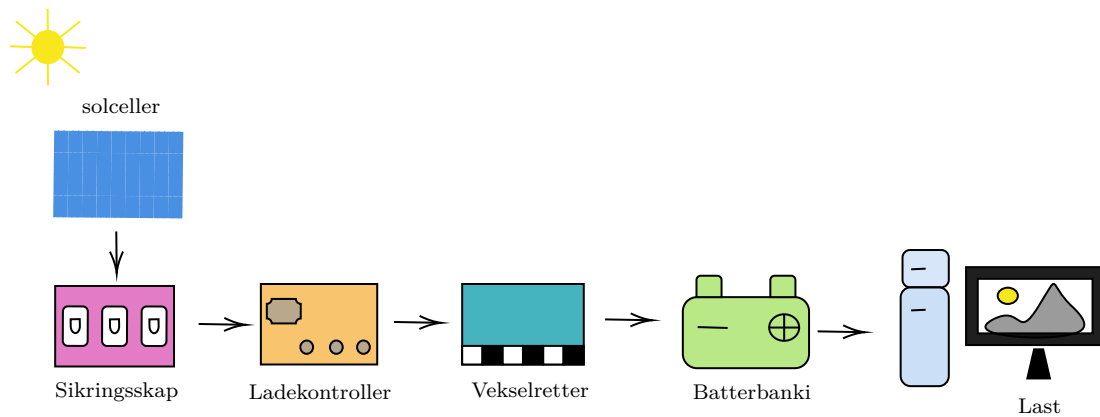 solceller
Sikringsskap
Ladekontroller
Vekselretter
Batterbanki
Last